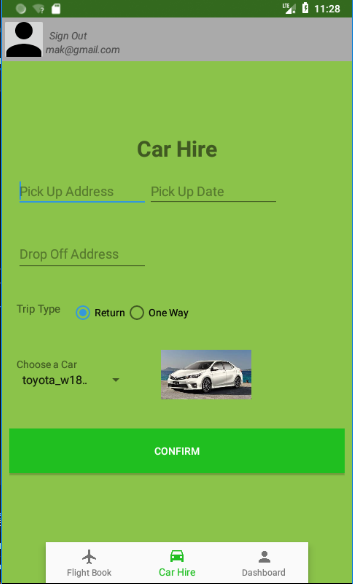 11:28
Sign Out
mak@gmail.com
Car Hire
Pick Up Address Pick Up Date
Drop Off Address
Trip Type Return One Way
Choose a Car
toyota_w18..
CONFIRM
Flight Book Car Hire Dashboard